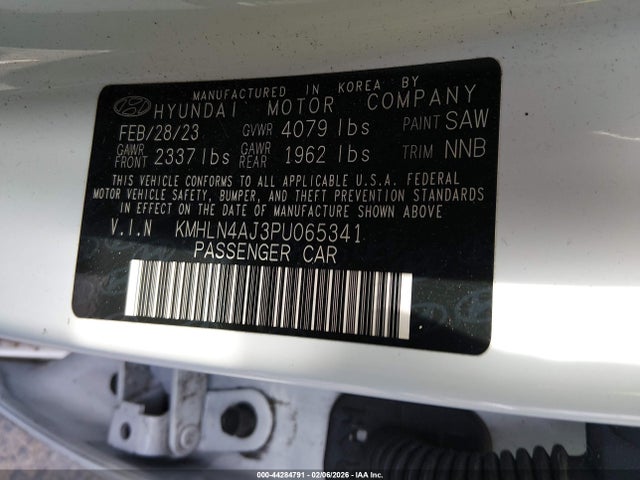 MANUFACTURED IN KOREA BY
HYUNDAI MOTOR COMPANY
FEB/28/23 GVWR 4079 lbs PAINT SAW
GAWR FRONT 2337 lbs GAWR REAR 1962 lbs TRIM NNB
THIS VEHICLE CONFORMS TO ALL APPLICABLE U.S.A. FEDERAL
MOTOR VEHICLE SAFETY, BUMPER, AND THEFT PREVENTION STANDARDS
IN EFFECT ON THE DATE OF MANUFACTURE SHOWN ABOVE
V.I.N KMHLN4AJ3PU065341
PASSENGER CAR
000-44284791 - 02/06/2026 - IAA Inc.